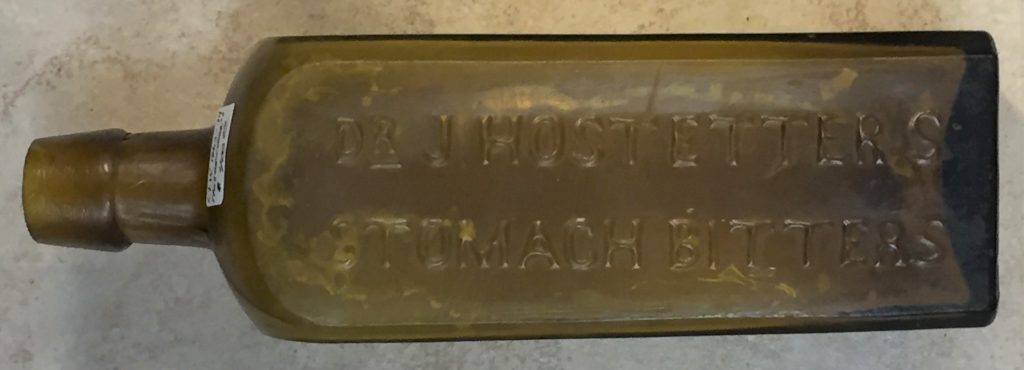 DR J HOSTETTER'S
STOMACH BITTERS